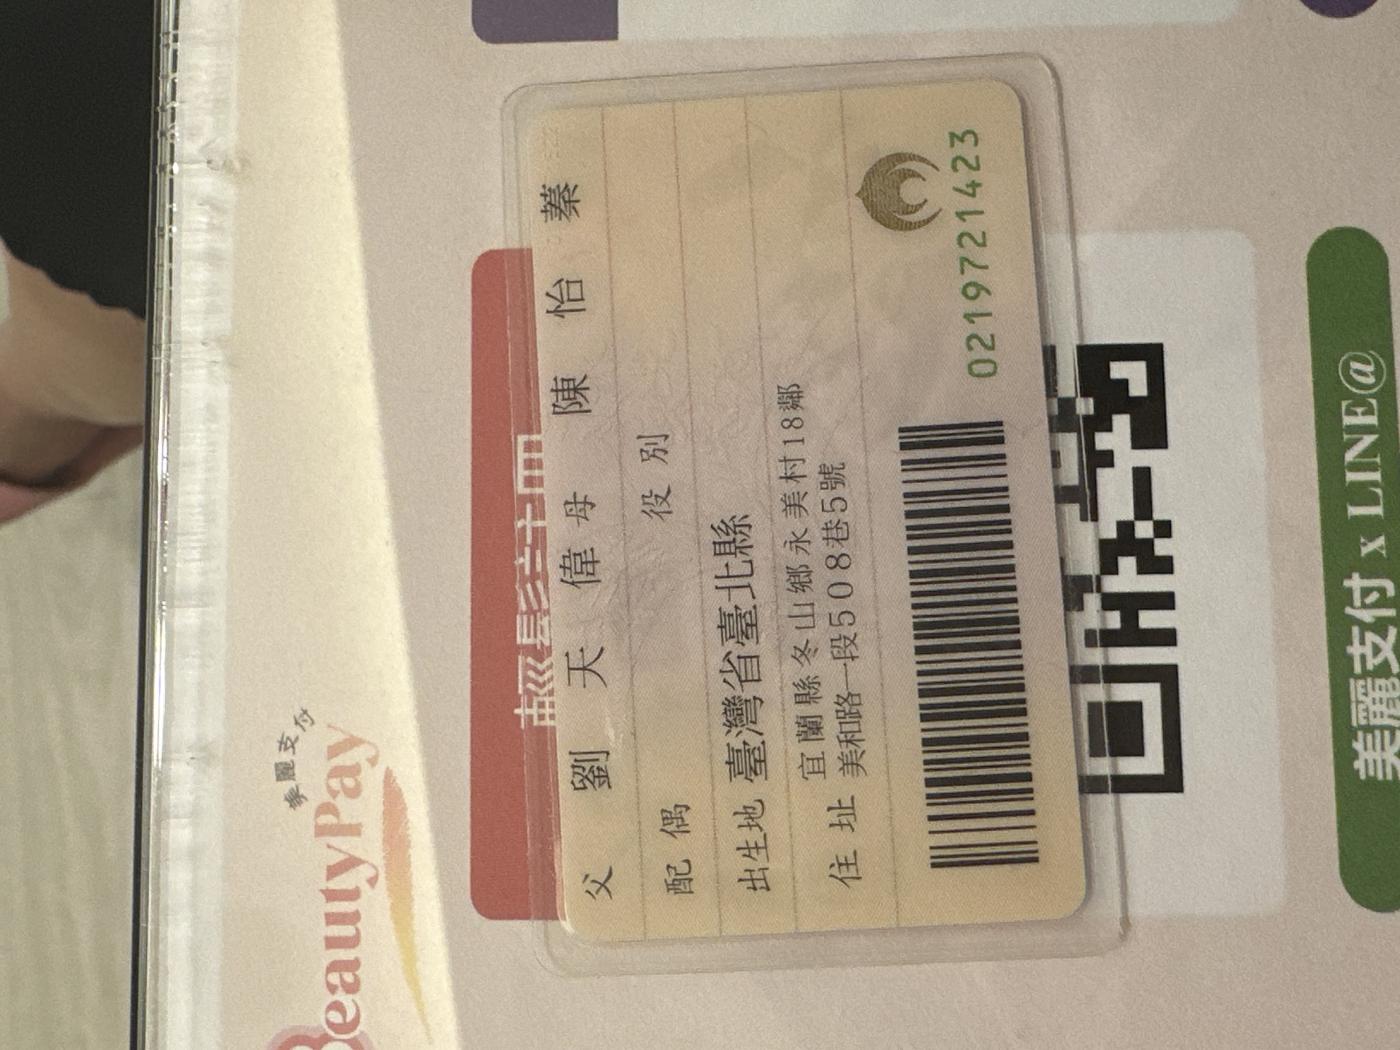 美麗支付
BeautyPay
父 劉天偉 母 陳怡蓁
配偶 役別
出生地 臺灣省臺北縣
住址 宜蘭縣冬山鄉永美村18鄰
美和路一段508巷5號
0219721423
美麗支付 x LINE@